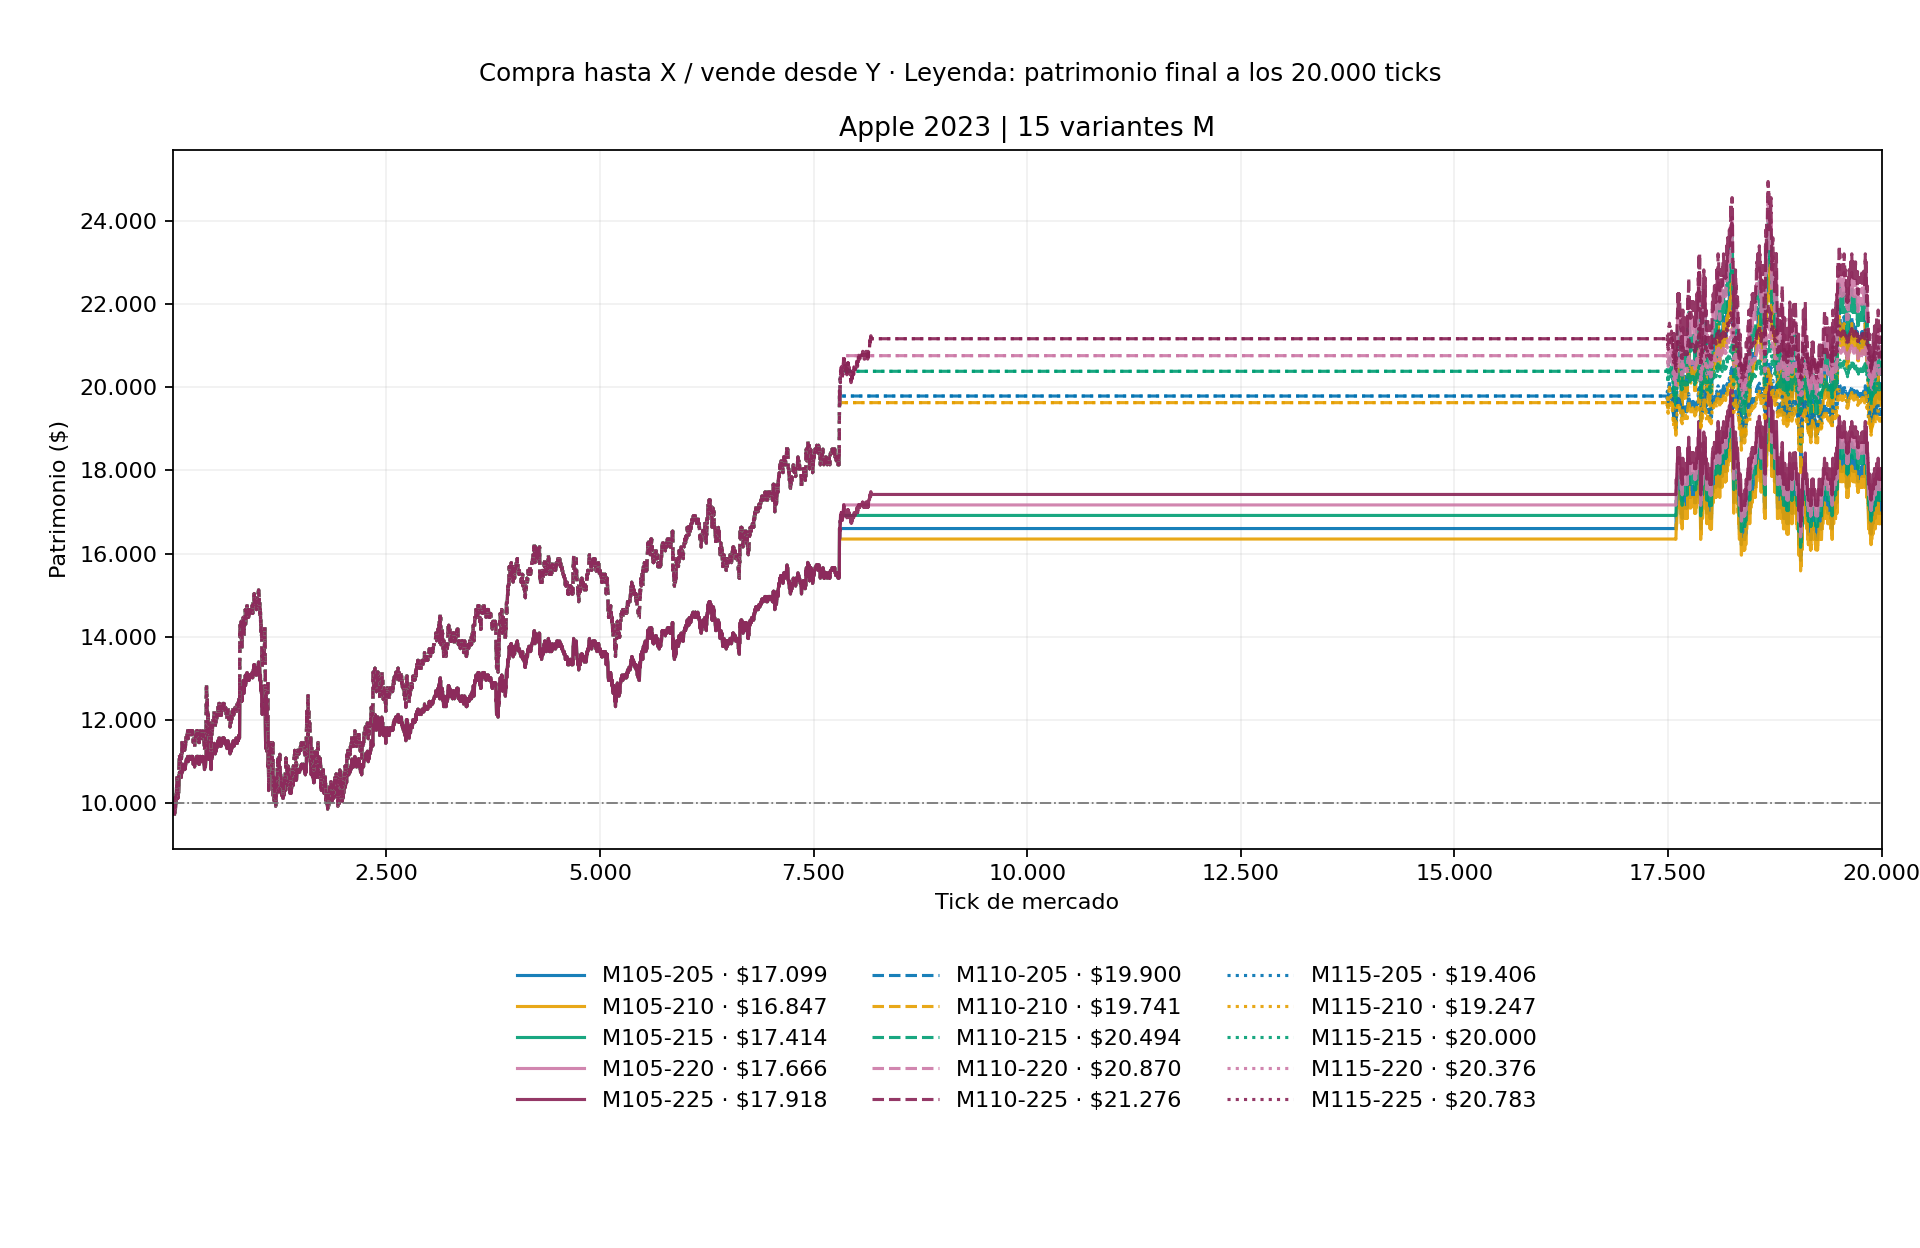 Compra hasta X / vende desde Y · Leyenda: patrimonio final a los 20.000 ticks
Apple 2023 | 15 variantes M
Patrimonio ($)
24.000
22.000
20.000
18.000
16.000
14.000
12.000
10.000
2.500 5.000 7.500 10.000 12.500 15.000 17.500 20.000
Tick de mercado
M105-205 · $17.099 M110-205 · $19.900 M115-205 · $19.406
M105-210 · $16.847 M110-210 · $19.741 M115-210 · $19.247
M105-215 · $17.414 M110-215 · $20.494 M115-215 · $20.000
M105-220 · $17.666 M110-220 · $20.870 M115-220 · $20.376
M105-225 · $17.918 M110-225 · $21.276 M115-225 · $20.783